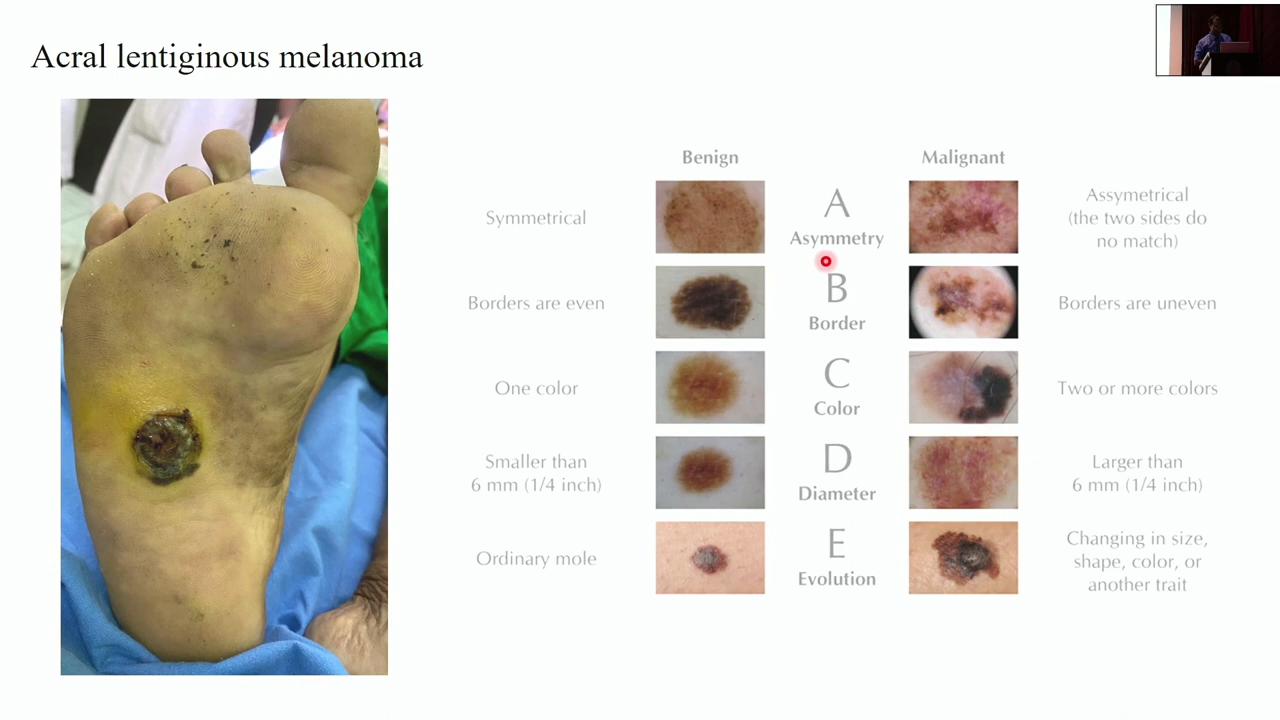 Acral lentiginous melanoma
Benign
Malignant
Symmetrical
A
Asymmetry
Assymetrical
(the two sides do
no match)
Borders are even
B
Border
Borders are uneven
One color
C
Color
Two or more colors
Smaller than
6 mm (1/4 inch)
D
Diameter
Larger than
6 mm (1/4 inch)
Ordinary mole
E
Evolution
Changing in size,
shape, color, or
another trait